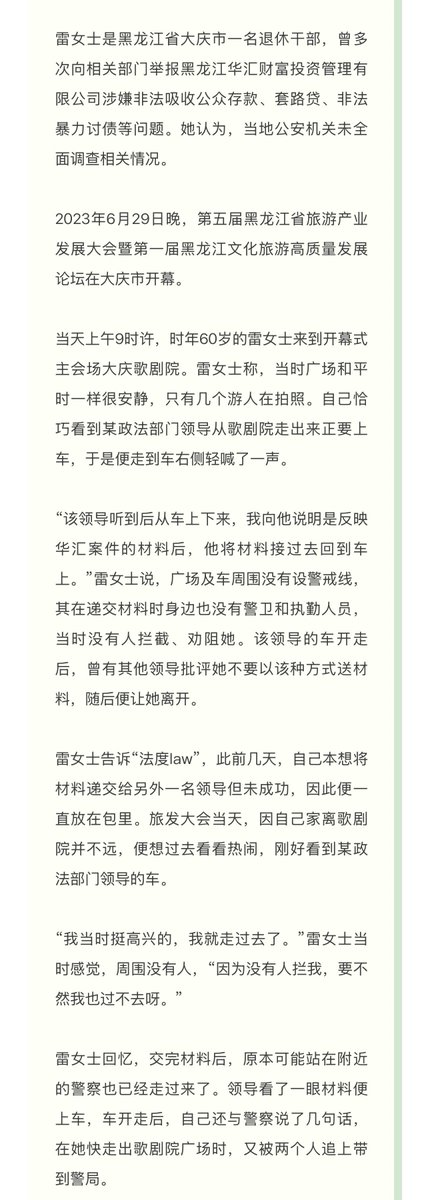 雷女士是黑龙江省大庆市一名退休干部，曾多
次向相关部门举报黑龙江华汇财富投资管理有
限公司涉嫌非法吸收公众存款、套路贷、非法
暴力讨债等问题。她认为，当地公安机关未全
面调查相关情况。
2023年6月29日晚，第五届黑龙江省旅游产业
发展大会暨第一届黑龙江文化旅游高质量发展
论坛在大庆市开幕。
当天上午9时许，时年60岁的雷女士来到开幕式
主会场大庆歌剧院。雷女士称，当时广场和平
时一样很安静，只有几个游人在拍照。自己恰
巧看到某政法部门领导从歌剧院走出来正要上
车，于是便走到车右侧轻喊了一声。
“该领导听到后从车上下来，我向他说明是反映
华汇案件的材料后，他将材料接过去回到车
上。”雷女士说，广场及车周围没有设警戒线，
其在递交材料时身边也没有警卫和执勤人员，
当时没有人拦截、劝阻她。该领导的车开走
后，曾有其他领导批评她不要以该种方式送材
料，随后便让她离开。
雷女士告诉“法度law”，此前几天，自己本想将
材料递交给另外一名领导但未成功，因此便一
直放在包里。旅发大会当天，因自己家离歌剧
院并不远，便想过去看看热闹，刚好看到某政
法部门领导的车。
“我当时挺高兴的，我就走过去了。”雷女士当
时感觉，周围没有人，“因为没有人拦我，要不
然我也过不去呀。”
雷女士回忆，交完材料后，原本可能站在附近
的警察也已经走过来了。领导看了一眼材料便
上车，车开走后，自己还与警察说了几句话，
在她快走出歌剧院广场时，又被两个人追上带
到警局。